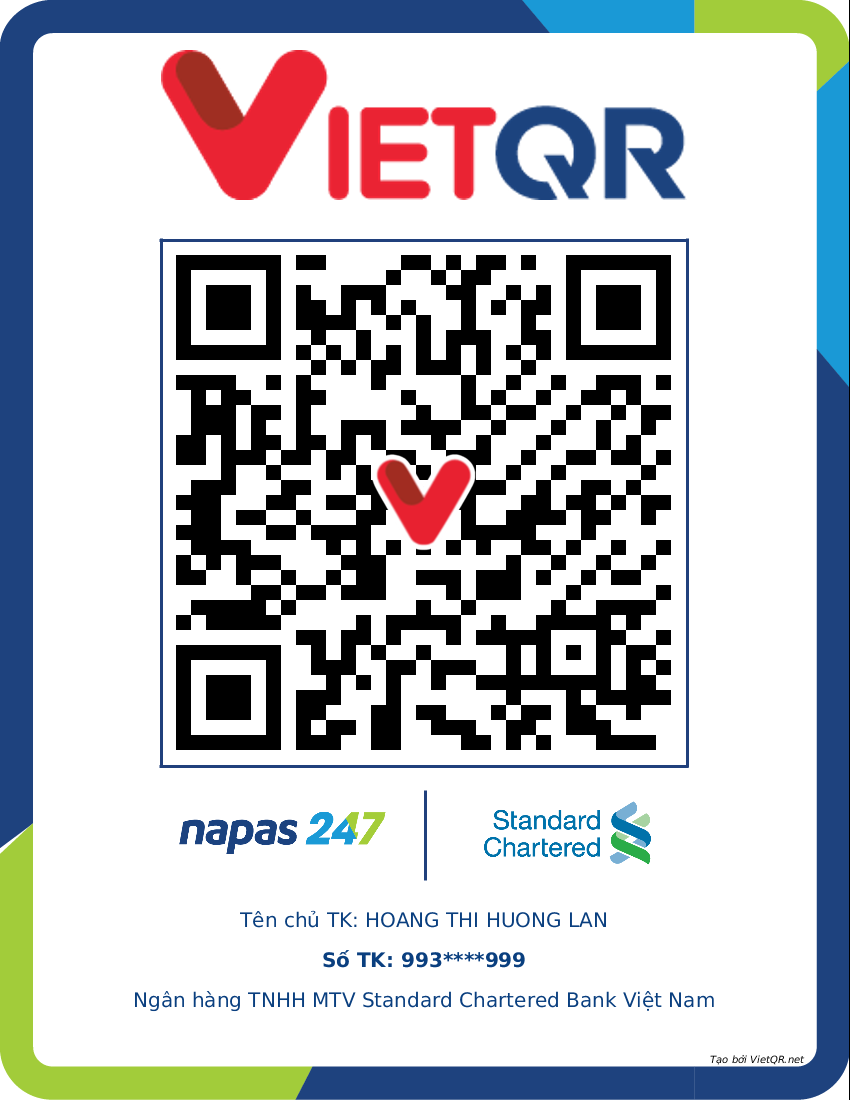 VIETQR
napas 247
Standard
Chartered
Tên chủ TK: HOANG THI HUONG LAN
Số TK: 993****999
Ngân hàng TNHH MTV Standard Chartered Bank Việt Nam
Tạo bởi VietQR.net